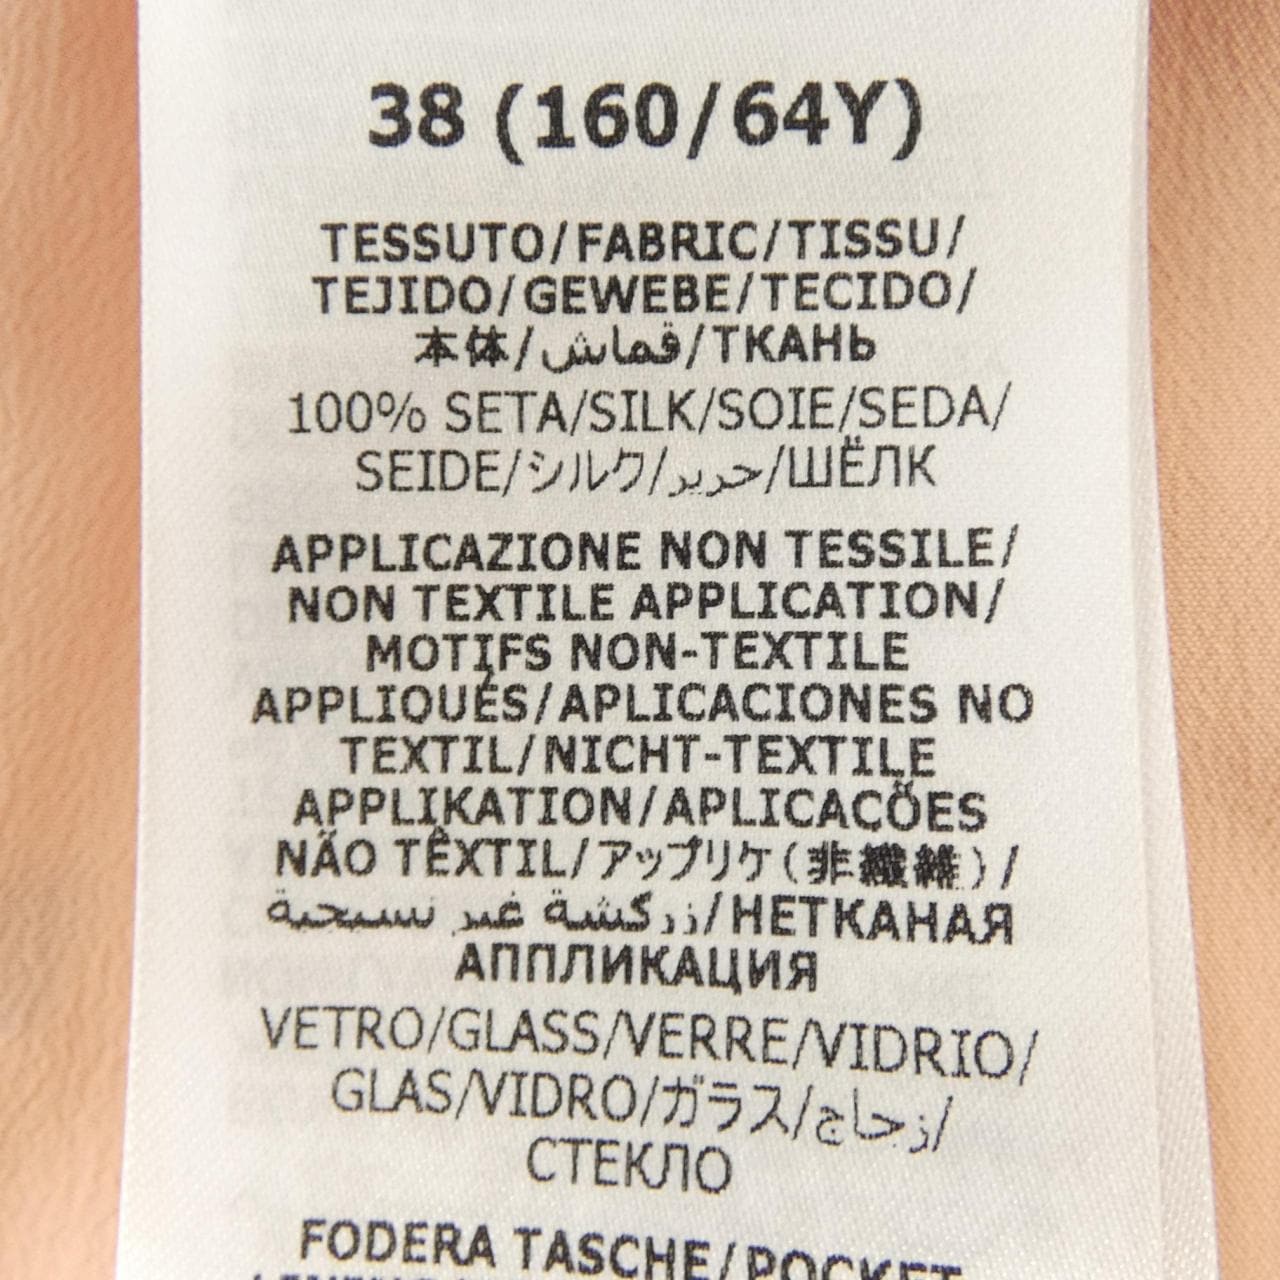 38 (160/64Y)
TESSUTO/FABRIC/TISSU/
TEJIDO/GEWEBE/TECIDO/
本体/قماش/ТКАНЬ
100% SETA/SILK/SOIE/SEDA/
SEIDE/シルク/حرير/ШЁЛК
APPLICAZIONE NON TESSILE/
NON TEXTILE APPLICATION/
MOTIFS NON-TEXTILE
APPLIQUÉS/APLICACIONES NO
TEXTIL/NICHT-TEXTILE
APPLIKATION/APLICAÇÕES
NÃO TÊXTIL/アップリケ(非繊維)/
زركشة غير نسيجية/НЕТКАНАЯ
АППЛИКАЦИЯ
VETRO/GLASS/VERRE/VIDRIO/
GLAS/VIDRO/ガラス/زجاج/
СТЕКЛО
FODERA TASCHE/POCKET